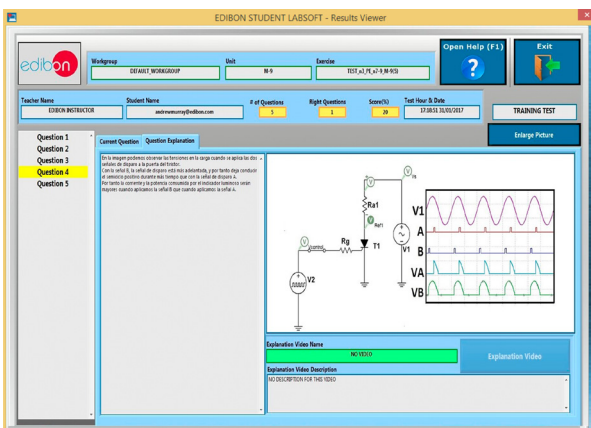 EDIBON STUDENT LABSOFT - Results Viewer
edibon
Workgroup
DEFAULT_WORKGROUP
Unit
M-9
Exercise
TEST_n3_PE_n7-9_M-9(S)
Open Help (F1)
?
Exit
Teacher Name
EDIBON INSTRUCTOR
Student Name
andrewmurray@edibon.com
# of Questions
5
Right Questions
1
Score(%)
20
Test Hour & Date
17:18:51 31/01/2017
TRAINING TEST
Enlarge Picture
Question 1
Question 2
Question 3
Question 4
Question 5
Current Question
Question Explanation
En la imagen podemos observar las tensiones en la carga cuando se aplica las dos
señales de disparo a la puerta del tiristor.
Con la señal B, la señal de disparo está más adelantada, y por tanto deja conducir
el semiciclo positivo durante más tiempo que con la señal de disparo A.
Por tanto la corriente y la potencia consumida por el indicador luminoso serán
mayores cuando apliquemos la señal B que cuando apliquemos la señal A.
V
V
Ra1
V
Ref1
V
control
Rg
T1
V1
V2
V1
A
B
VA
VB
Explanation Video Name
NO VIDEO
Explanation Video
Explanation Video Description
NO DESCRIPTION FOR THIS VIDEO